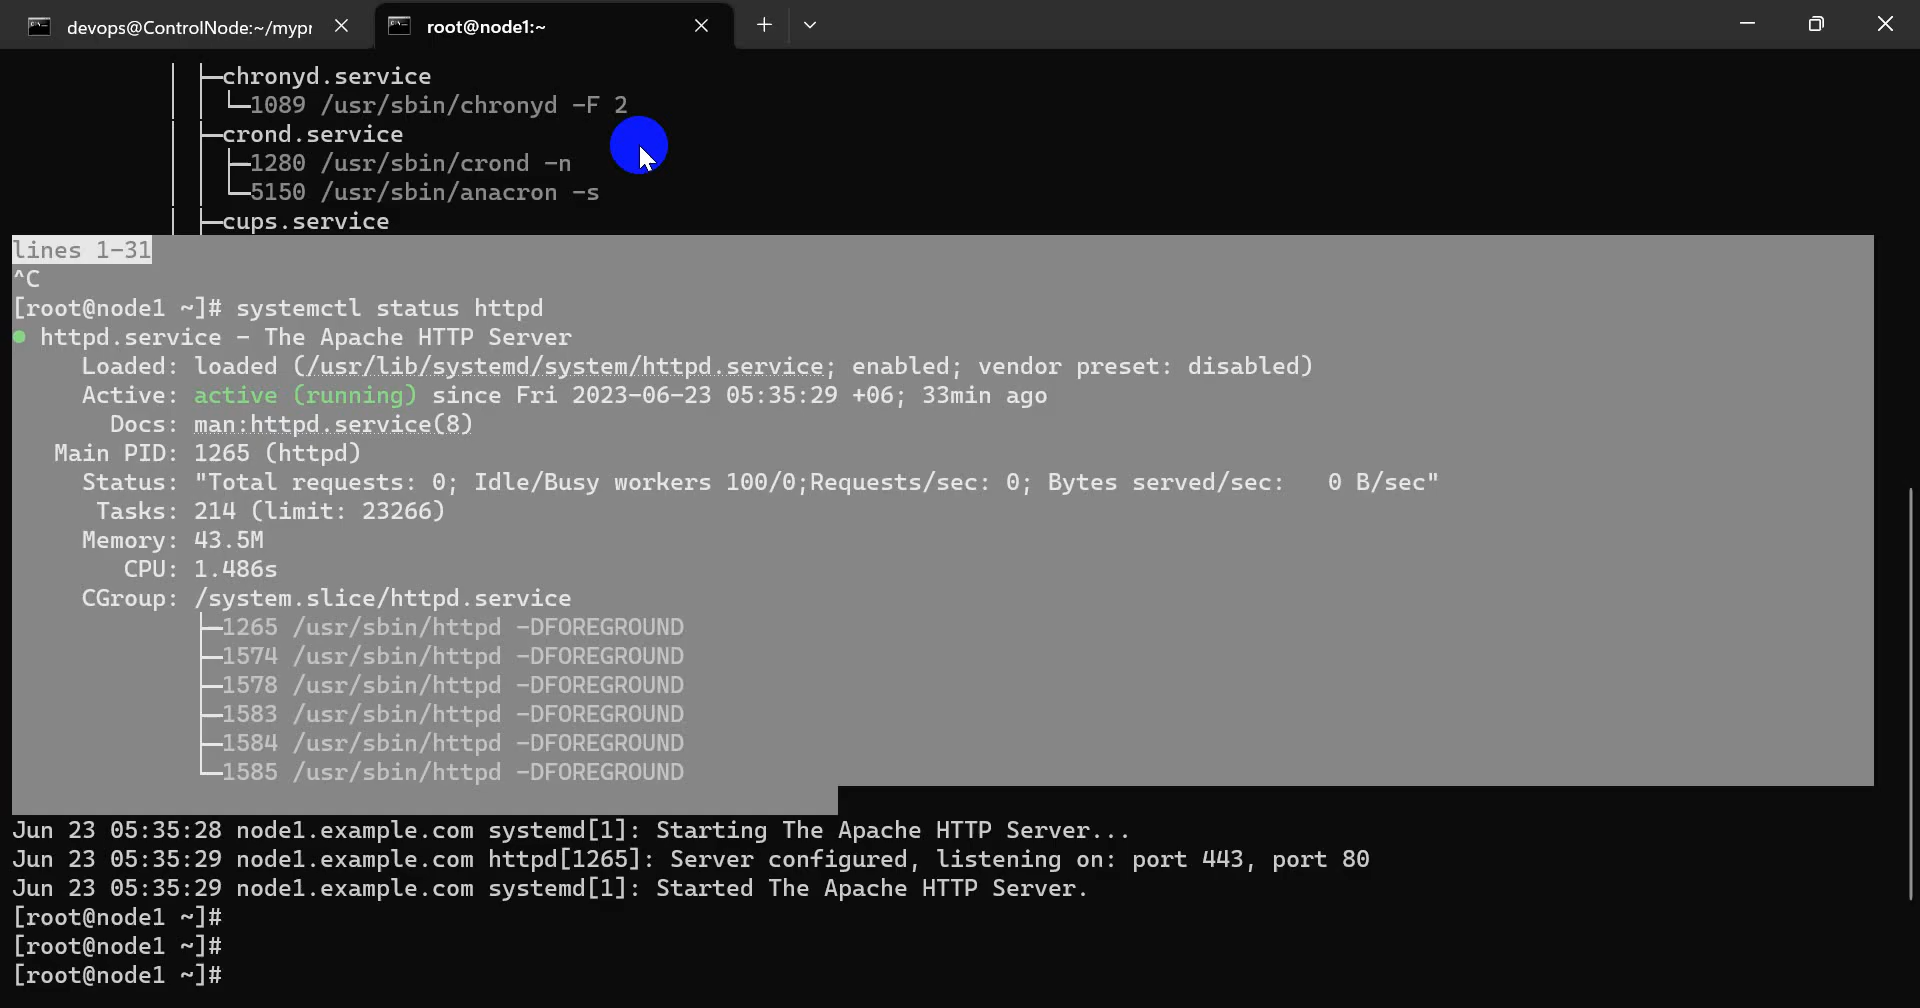 devops@ControlNode:~/mypr
root@node1:~
├─chronyd.service
└─1089 /usr/sbin/chronyd -F 2
├─crond.service
├─1280 /usr/sbin/crond -n
└─5150 /usr/sbin/anacron -s
├─cups.service
lines 1-31
^C
[root@node1 ~]# systemctl status httpd
● httpd.service - The Apache HTTP Server
Loaded: loaded (/usr/lib/systemd/system/httpd.service; enabled; vendor preset: disabled)
Active: active (running) since Fri 2023-06-23 05:35:29 +06; 33min ago
Docs: man:httpd.service(8)
Main PID: 1265 (httpd)
Status: "Total requests: 0; Idle/Busy workers 100/0;Requests/sec: 0; Bytes served/sec:   0 B/sec"
Tasks: 214 (limit: 23266)
Memory: 43.5M
CPU: 1.486s
CGroup: /system.slice/httpd.service
├─1265 /usr/sbin/httpd -DFOREGROUND
├─1574 /usr/sbin/httpd -DFOREGROUND
├─1578 /usr/sbin/httpd -DFOREGROUND
├─1583 /usr/sbin/httpd -DFOREGROUND
├─1584 /usr/sbin/httpd -DFOREGROUND
└─1585 /usr/sbin/httpd -DFOREGROUND
Jun 23 05:35:28 node1.example.com systemd[1]: Starting The Apache HTTP Server...
Jun 23 05:35:29 node1.example.com httpd[1265]: Server configured, listening on: port 443, port 80
Jun 23 05:35:29 node1.example.com systemd[1]: Started The Apache HTTP Server.
[root@node1 ~]#
[root@node1 ~]#
[root@node1 ~]#